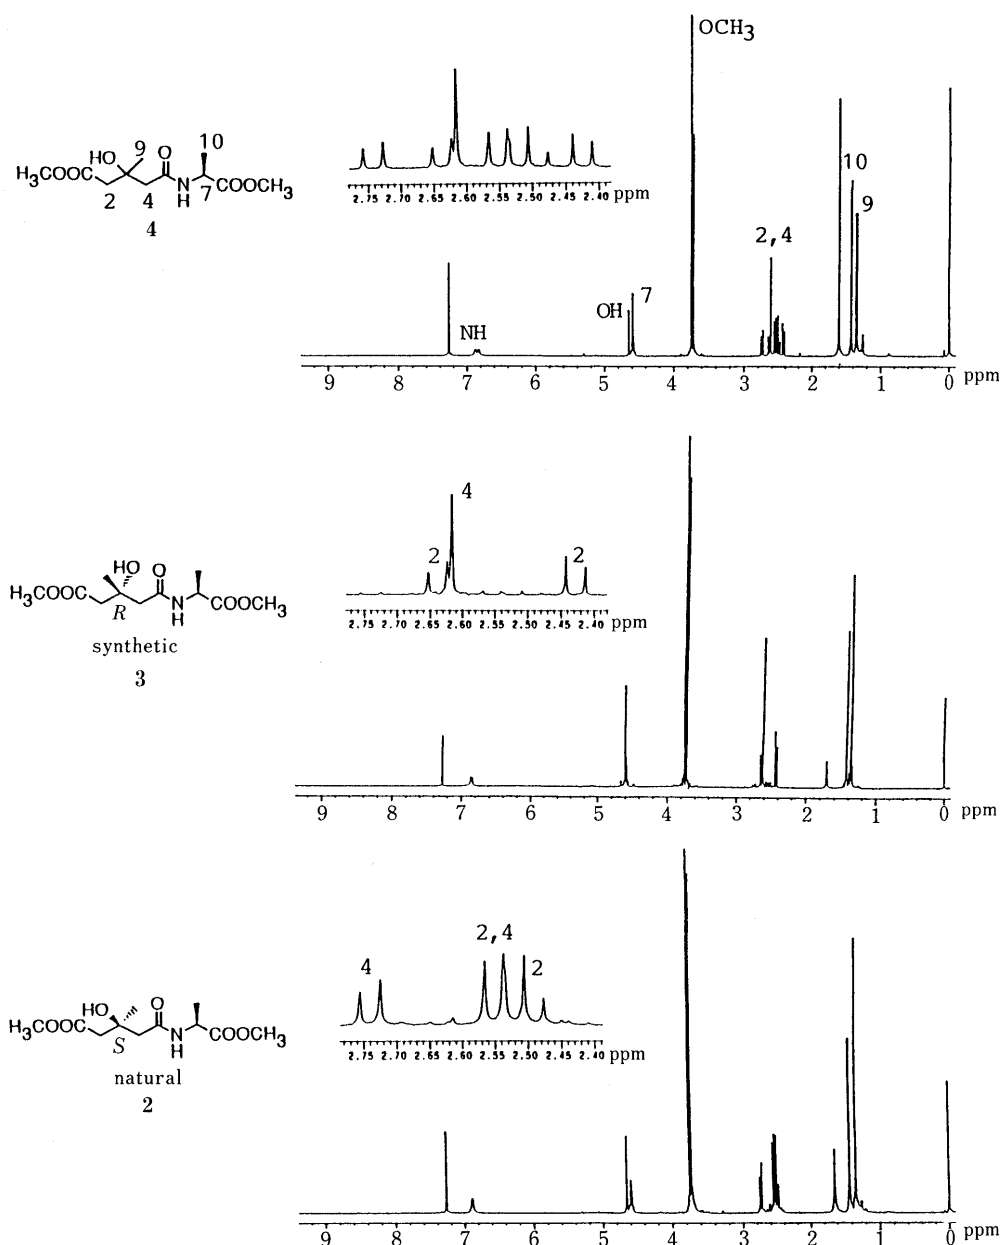 OCH3
HO 9 O 10
CH3OOC N H COOCH3
2 4 7
4
2.75 2.70 2.65 2.60 2.55 2.50 2.45 2.40 ppm
10
9
2,4
OH 7
NH
9 8 7 6 5 4 3 2 1 0 ppm
HO O
H3COOC N H COOCH3
R
synthetic
3
4
2 2
2.75 2.70 2.65 2.60 2.55 2.50 2.45 2.40 ppm
9 8 7 6 5 4 3 2 1 0 ppm
HO O
H3COOC N H COOCH3
S
natural
2
2,4
4 2
2.75 2.70 2.65 2.60 2.55 2.50 2.45 2.40 ppm
9 8 7 6 5 4 3 2 1 0 ppm